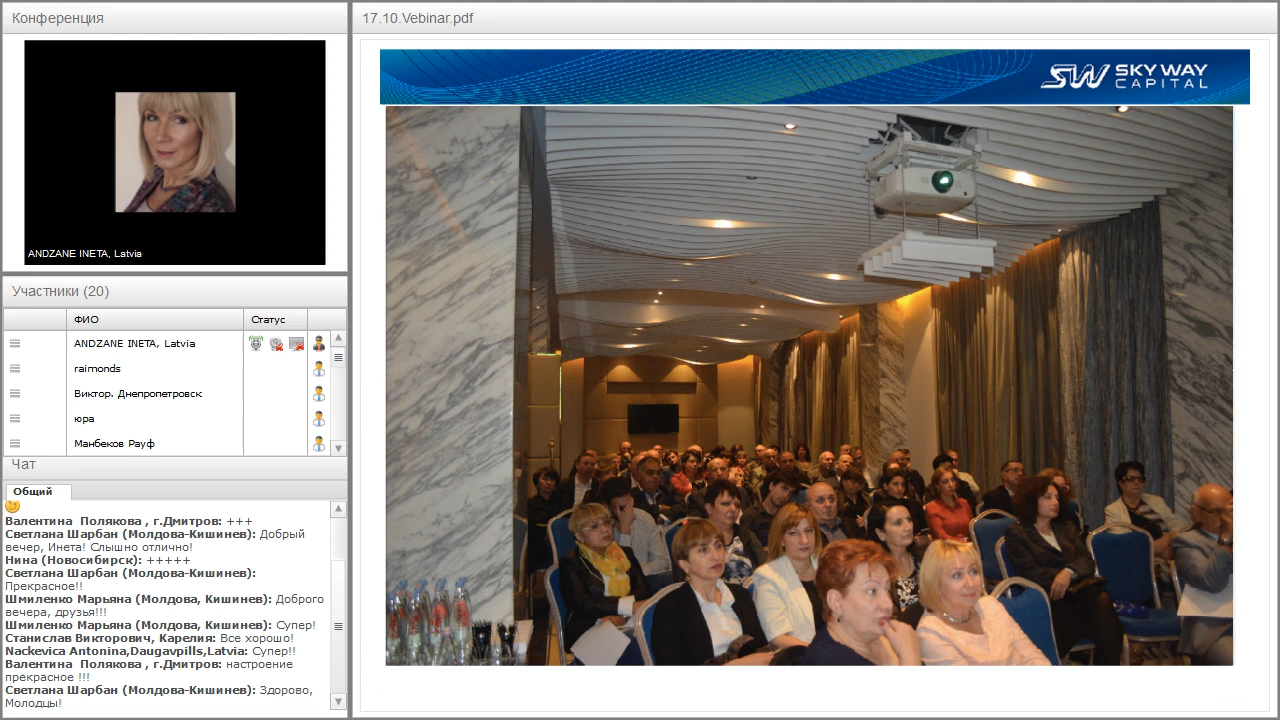 Конференция
ANDZANE INETA, Latvia
Участники (20)
ФИО
Статус
ANDZANE INETA, Latvia
raimonds
Виктор. Днепропетровск
юра
Манбеков Рауф
Чат
Общий
Валентина  Полякова , г.Дмитров: +++
Светлана Шарбан (Молдова-Кишинев): Добрый
вечер, Инета! Слышно отлично!
Нина (Новосибирск): +++++
Светлана Шарбан (Молдова-Кишинев):
Прекрасное!!
Шмиленко Марьяна (Молдова, Кишинев): Доброго
вечера, друзья!!!
Шмиленко Марьяна (Молдова, Кишинев): Супер!
Станислав Викторович, Карелия: Все хорошо!
Nackevica Antonina,Daugavpills,Latvia: Супер!!
Валентина  Полякова , г.Дмитров: настроение
прекрасное !!!
Светлана Шарбан (Молдова-Кишинев): Здорово,
Молодцы!
17.10.Vebinar.pdf
SW SKY WAY
CAPITAL